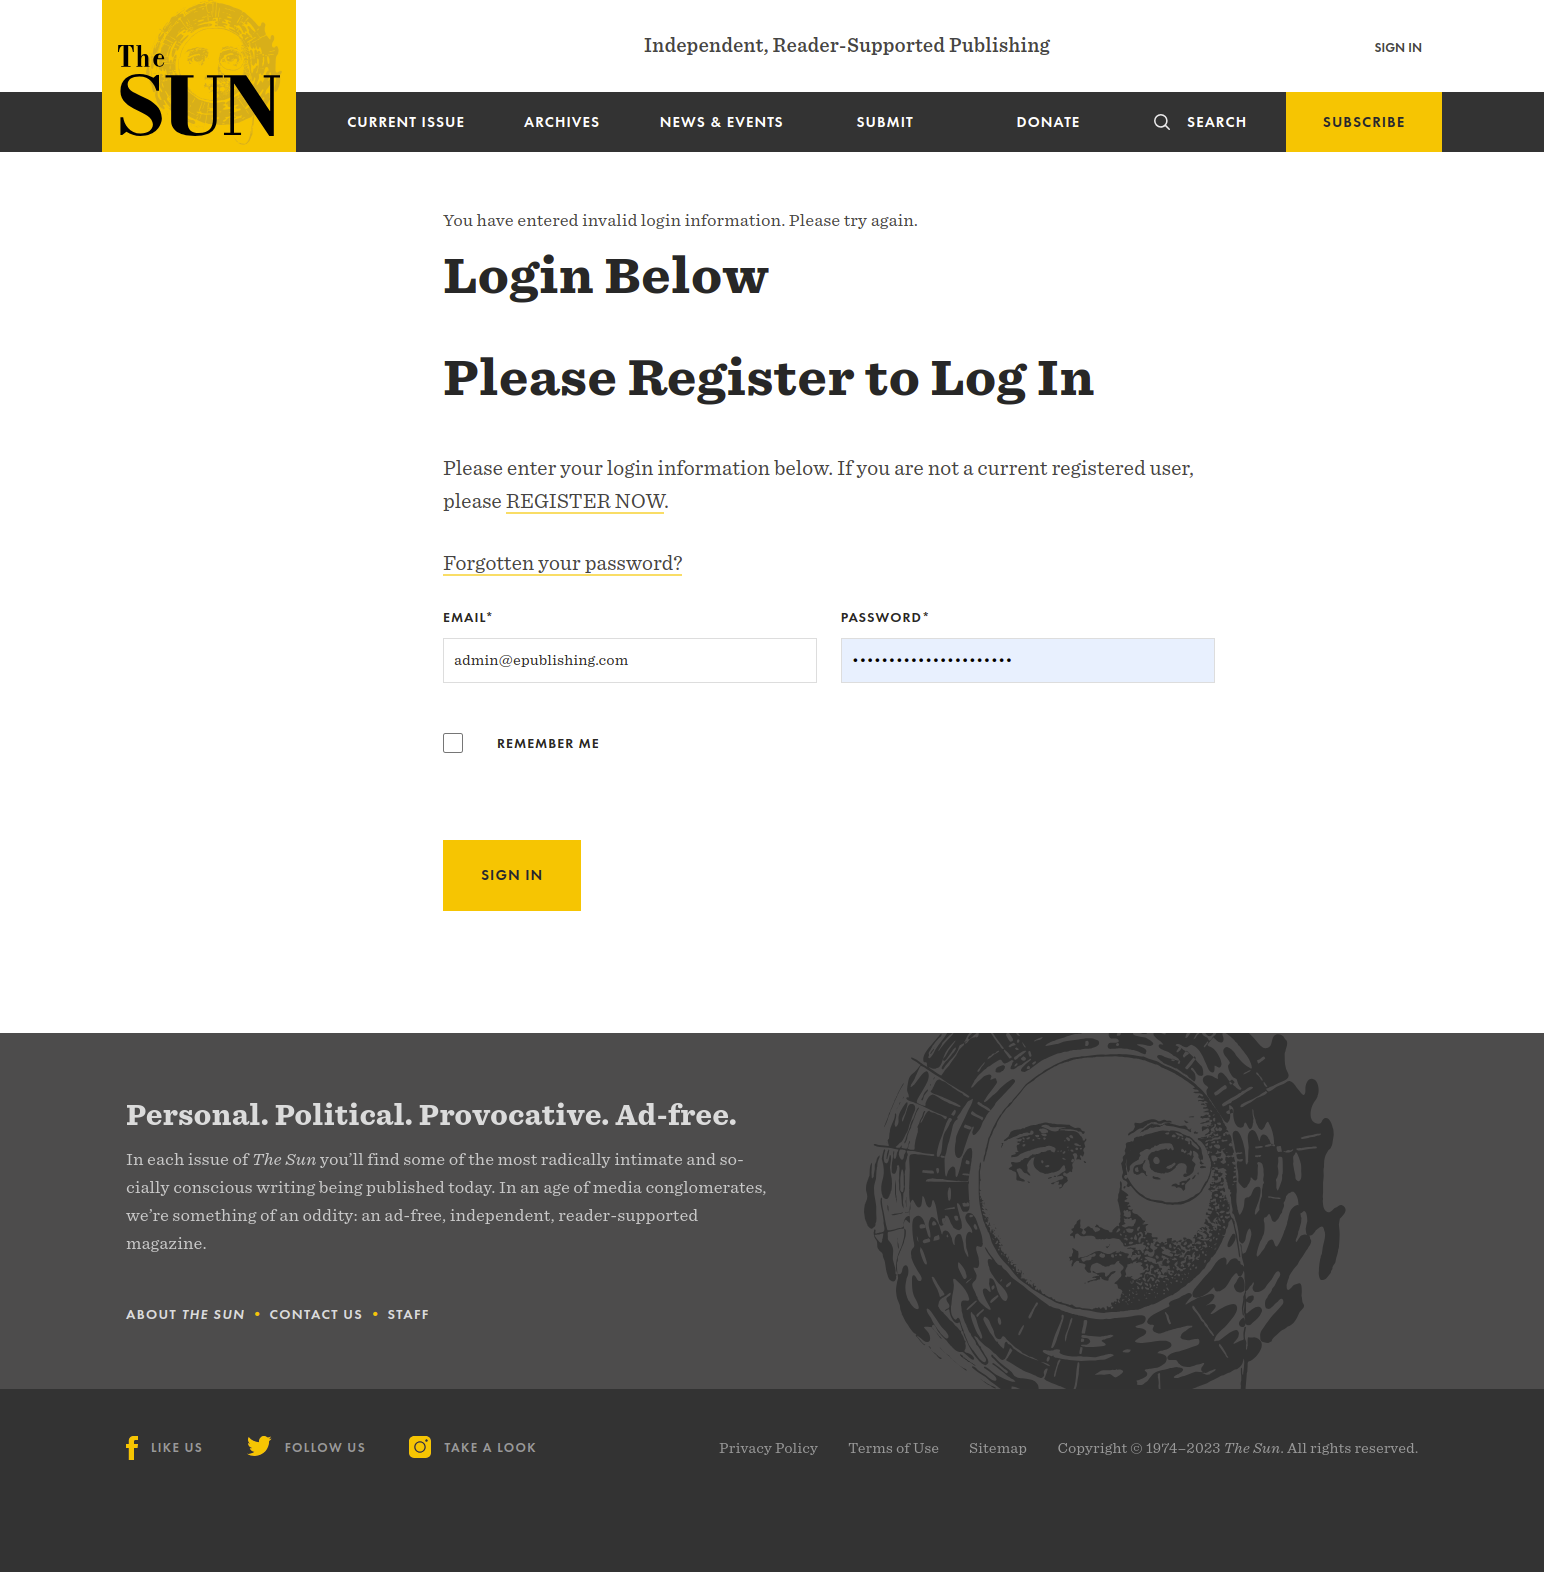 The
SUN
Independent, Reader-Supported Publishing
SIGN IN
CURRENT ISSUE
ARCHIVES
NEWS & EVENTS
SUBMIT
DONATE
SEARCH
SUBSCRIBE
You have entered invalid login information. Please try again.
Login Below
Please Register to Log In
Please enter your login information below. If you are not a current registered user,
please REGISTER NOW.
Forgotten your password?
EMAIL*
PASSWORD*
admin@epublishing.com
••••••••••••••••••••••
REMEMBER ME
SIGN IN
Personal. Political. Provocative. Ad-free.
In each issue of The Sun you’ll find some of the most radically intimate and so-
cially conscious writing being published today. In an age of media conglomerates,
we’re something of an oddity: an ad-free, independent, reader-supported
magazine.
ABOUT THE SUN • CONTACT US • STAFF
LIKE US
FOLLOW US
TAKE A LOOK
Privacy Policy
Terms of Use
Sitemap
Copyright © 1974–2023 The Sun. All rights reserved.